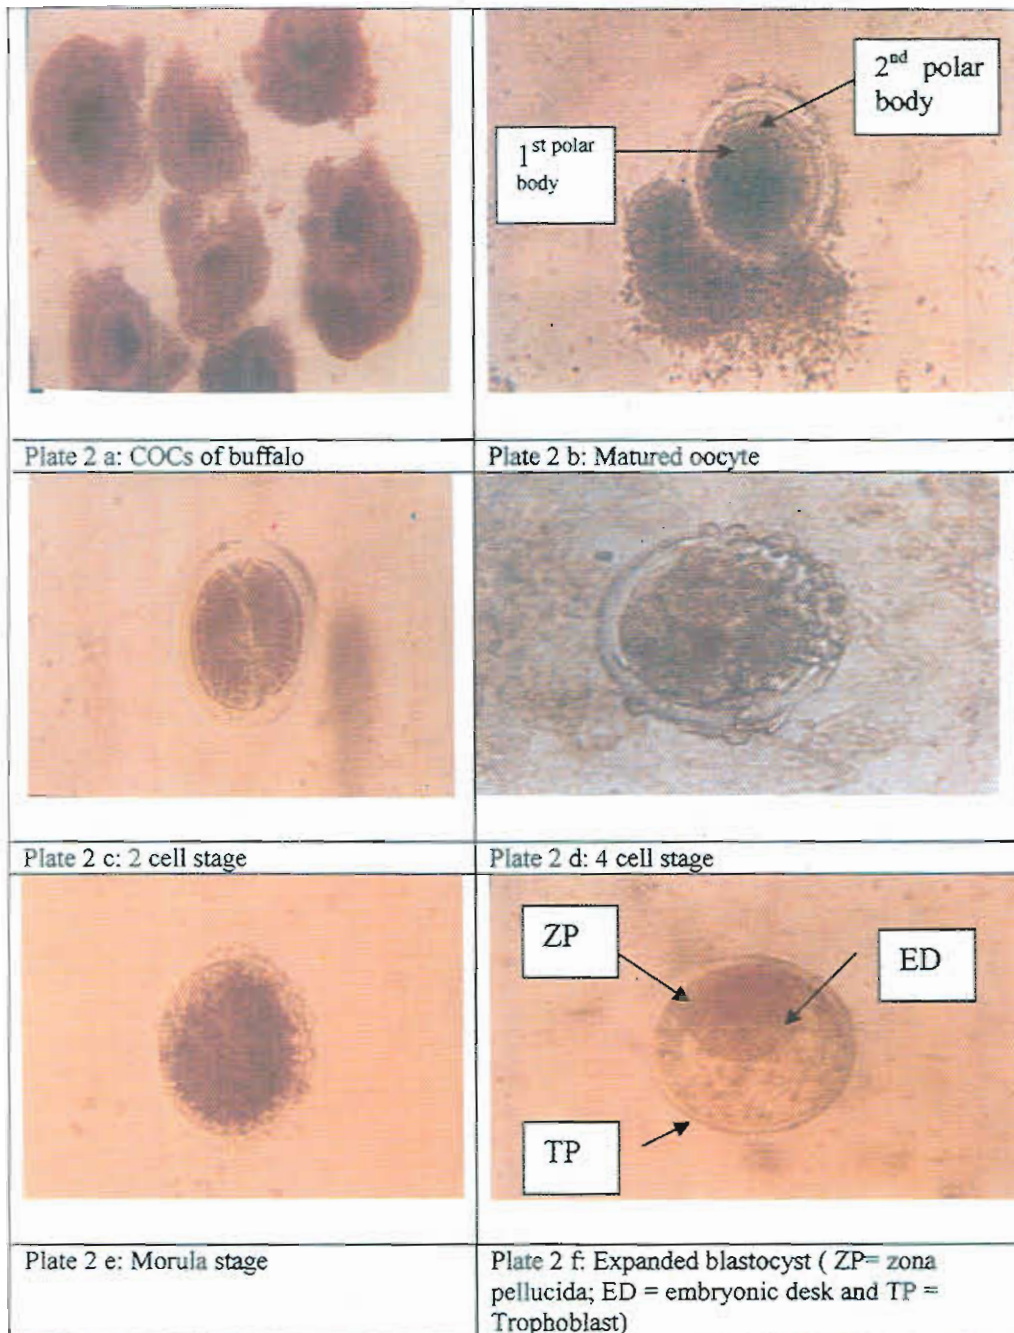 2nd polar
body
1st polar
body
Plate 2 a: COCs of buffalo
Plate 2 b: Matured oocyte
Plate 2 c: 2 cell stage
Plate 2 d: 4 cell stage
ZP
ED
TP
Plate 2 e: Morula stage
Plate 2 f: Expanded blastocyst ( ZP= zona
pellucida; ED = embryonic desk and TP =
Trophoblast)